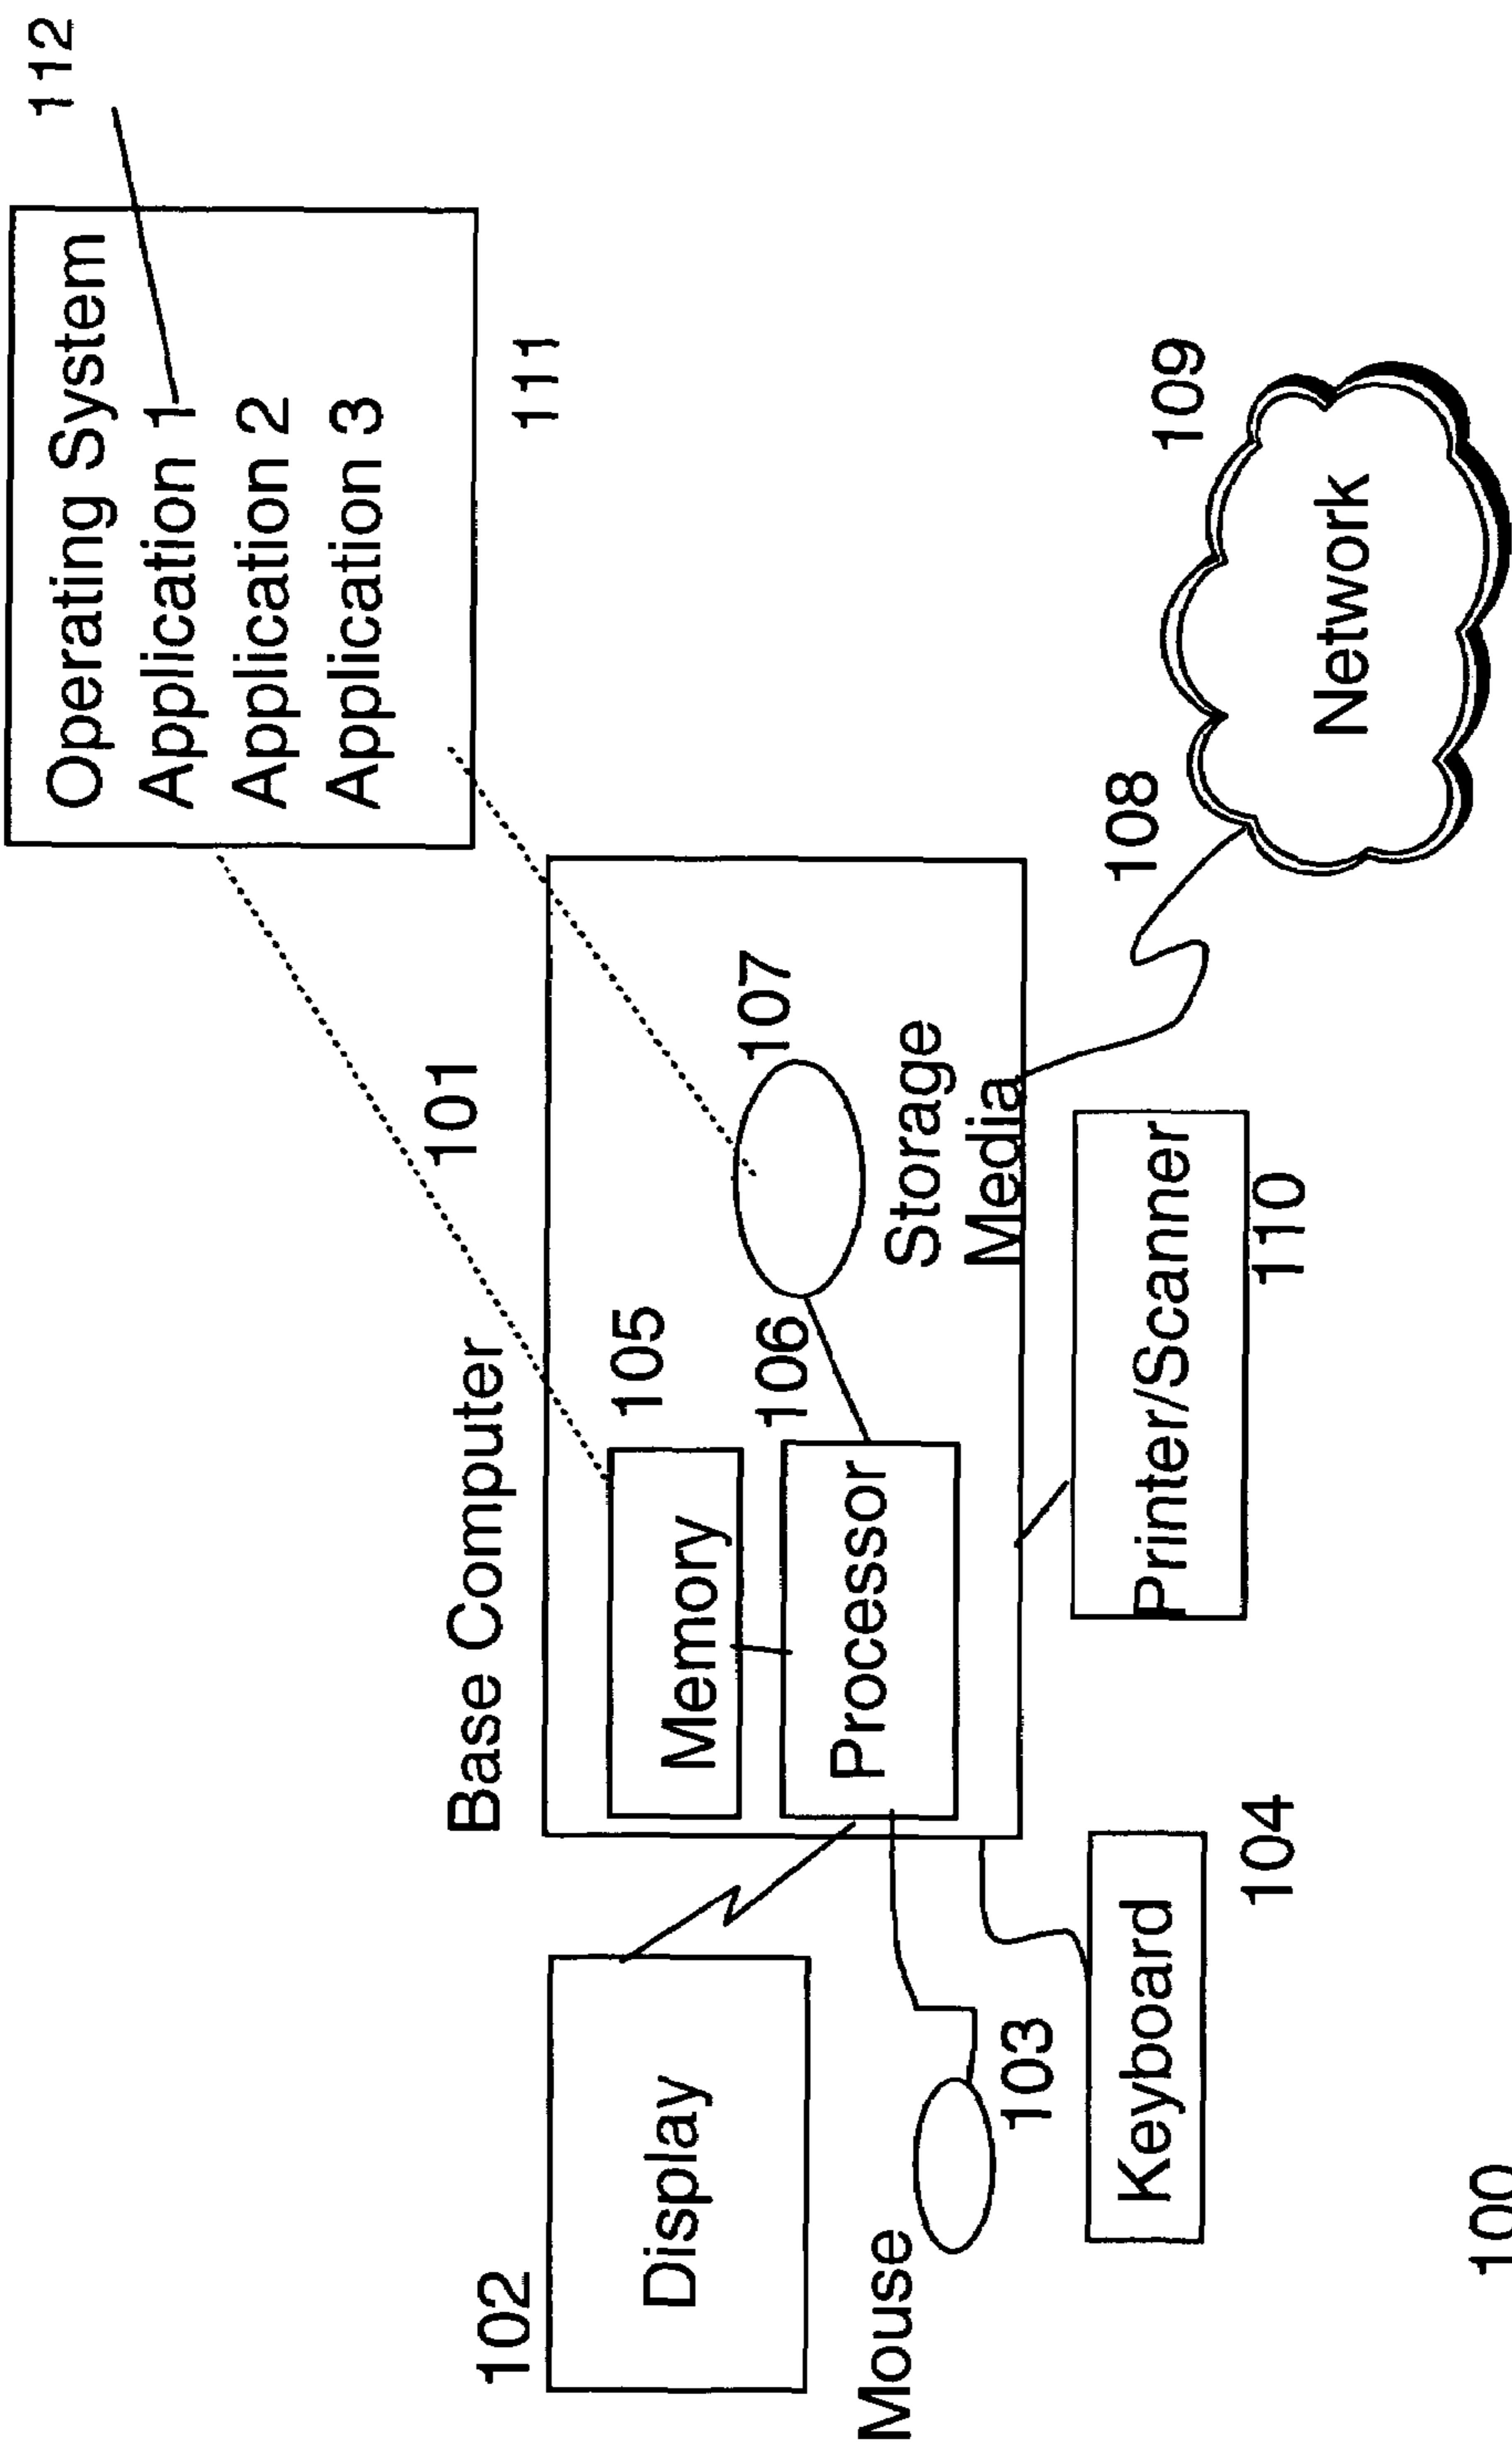 112
Operating System
Application 1
Application 2
Application 3
111
Base Computer
101
102
Display
Memory
105
Processor
106
107
Storage
Media
Mouse
103
Keyboard
104
Printer/Scanner
110
108
109
Network
100